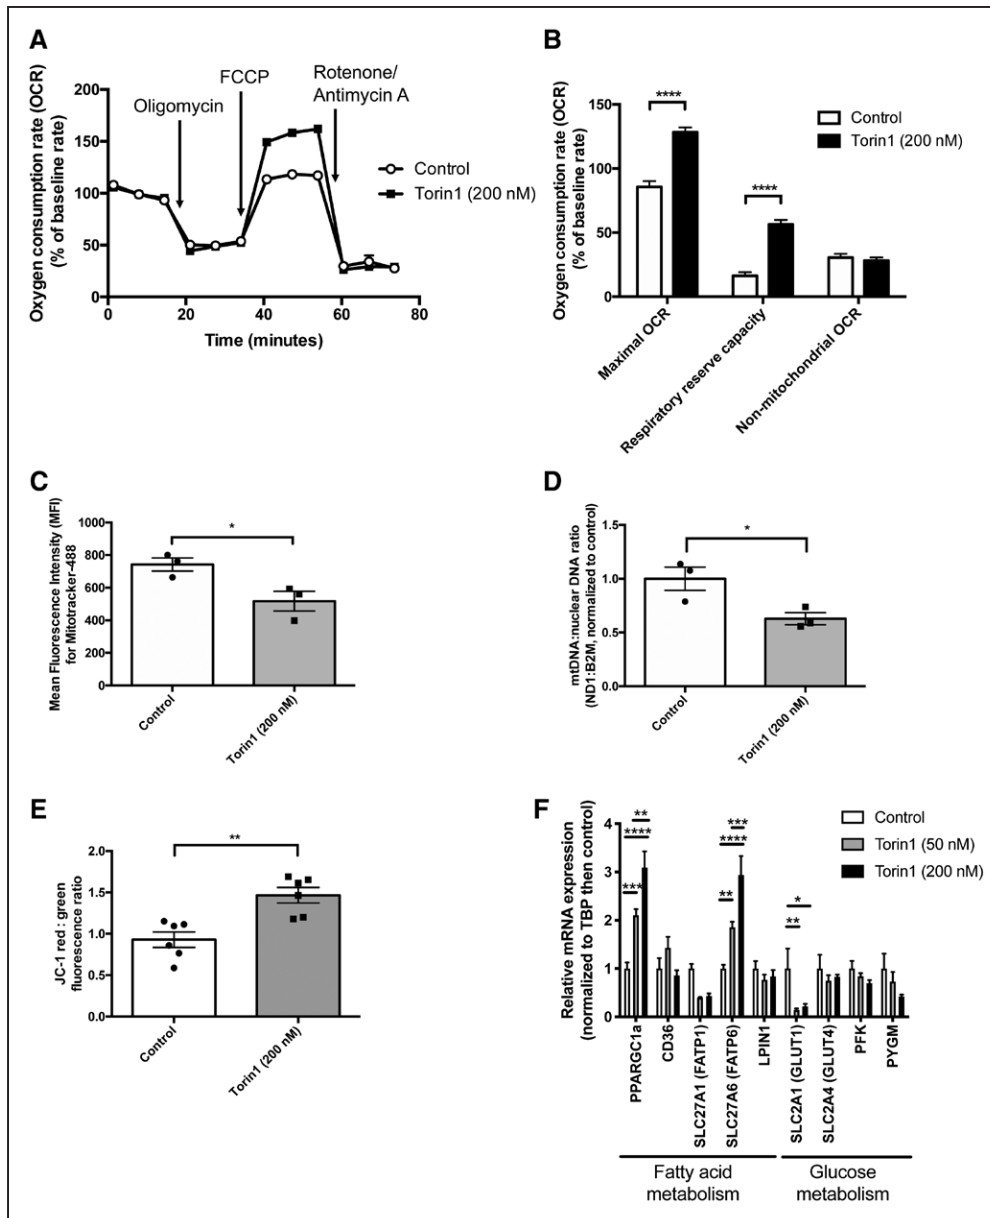 A
Oxygen consumption rate (OCR)
(% of baseline rate)
200
150
100
50
0
0
20
40
60
80
Time (minutes)
Oligomycin
FCCP
Rotenone/
Antimycin A
Control
Torin1 (200 nM)
B
Oxygen consumption rate (OCR)
(% of baseline rate)
150
100
50
0
****
****
Control
Torin1 (200 nM)
Maximal OCR
Respiratory reserve capacity
Non-mitochondrial OCR
C
Mean Fluorescence Intensity (MFI)
for Mitotracker-488
1000
800
600
400
200
0
*
Control
Torin1 (200 nM)
D
mtDNA:nuclear DNA ratio
(ND1:B2M, normalized to control)
1.5
1.0
0.5
0.0
*
Control
Torin1 (200 nM)
E
JC-1 red : green
fluorescence ratio
2.0
1.5
1.0
0.5
0.0
**
Control
Torin1 (200 nM)
F
Relative mRNA expression
(normalized to TBP then control)
4
3
2
1
0
**
****
***
***
****
**
*
**
Control
Torin1 (50 nM)
Torin1 (200 nM)
PPARGC1a
CD36
SLC27A1 (FATP1)
SLC27A6 (FATP6)
LPIN1
SLC2A1 (GLUT1)
SLC2A4 (GLUT4)
PFK
PYGM
Fatty acid
metabolism
Glucose
metabolism